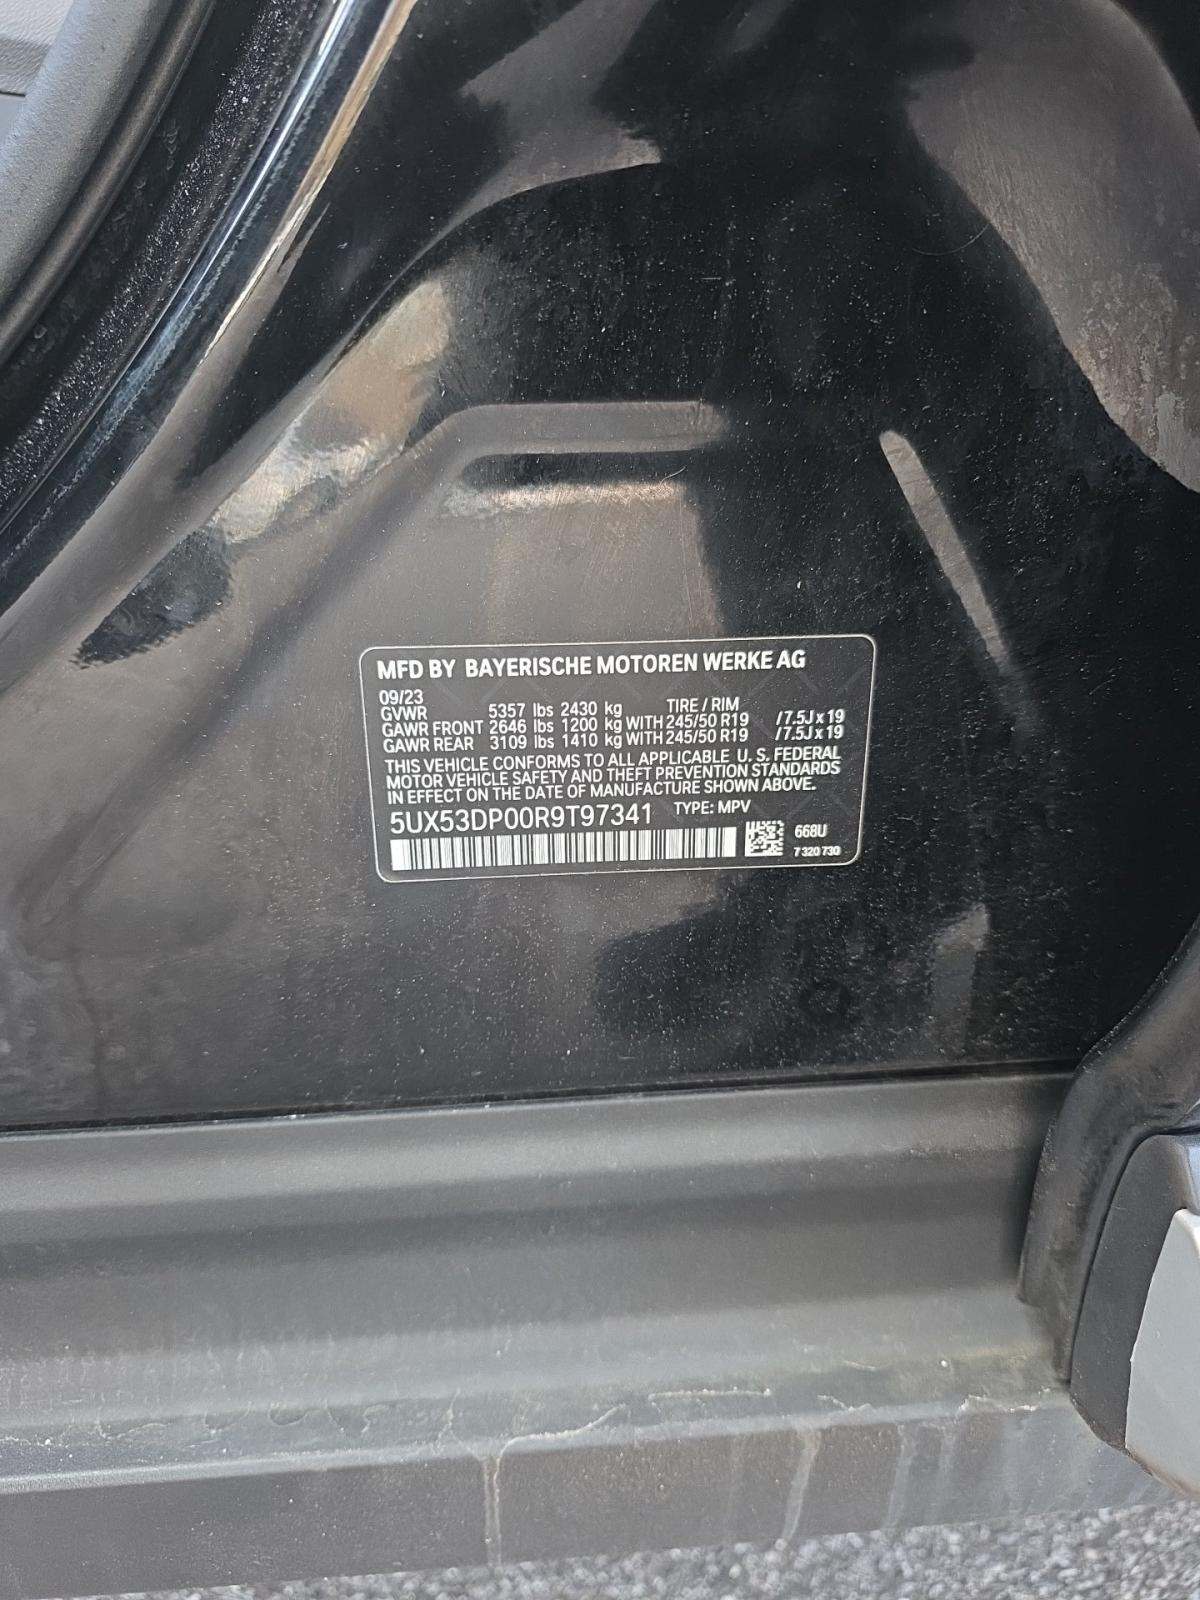 MFD BY BAYERISCHE MOTOREN WERKE AG
09/23
GVWR 5357 lbs 2430 kg TIRE / RIM
GAWR FRONT 2646 lbs 1200 kg WITH 245/50 R19 /7.5J x 19
GAWR REAR 3109 lbs 1410 kg WITH 245/50 R19 /7.5J x 19
THIS VEHICLE CONFORMS TO ALL APPLICABLE U. S. FEDERAL
MOTOR VEHICLE SAFETY AND THEFT PREVENTION STANDARDS
IN EFFECT ON THE DATE OF MANUFACTURE SHOWN ABOVE.
5UX53DP00R9T97341 TYPE: MPV
668U
7 320 730